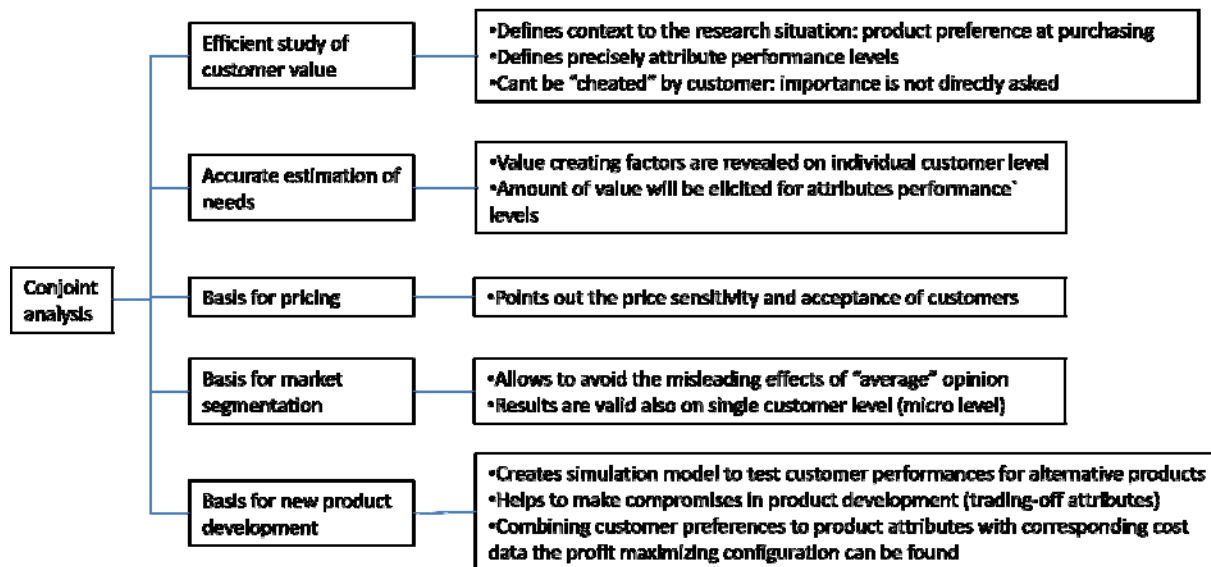 Efficient study of
customer value
•Defines context to the research situation: product preference at purchasing
•Defines precisely attribute performance levels
•Cant be “cheated” by customer: importance is not directly asked
Accurate estimation of
needs
•Value creating factors are revealed on individual customer level
•Amount of value will be elicited for attributes performance`
levels
Conjoint
analysis
Basis for pricing
•Points out the price sensitivity and acceptance of customers
Basis for market
segmentation
•Allows to avoid the misleading effects of “average” opinion
•Results are valid also on single customer level (micro level)
Basis for new product
development
•Creates simulation model to test customer performances for alternative products
•Helps to make compromises in product development (trading-off attributes)
•Combining customer preferences to product attributes with corresponding cost
data the profit maximizing configuration can be found